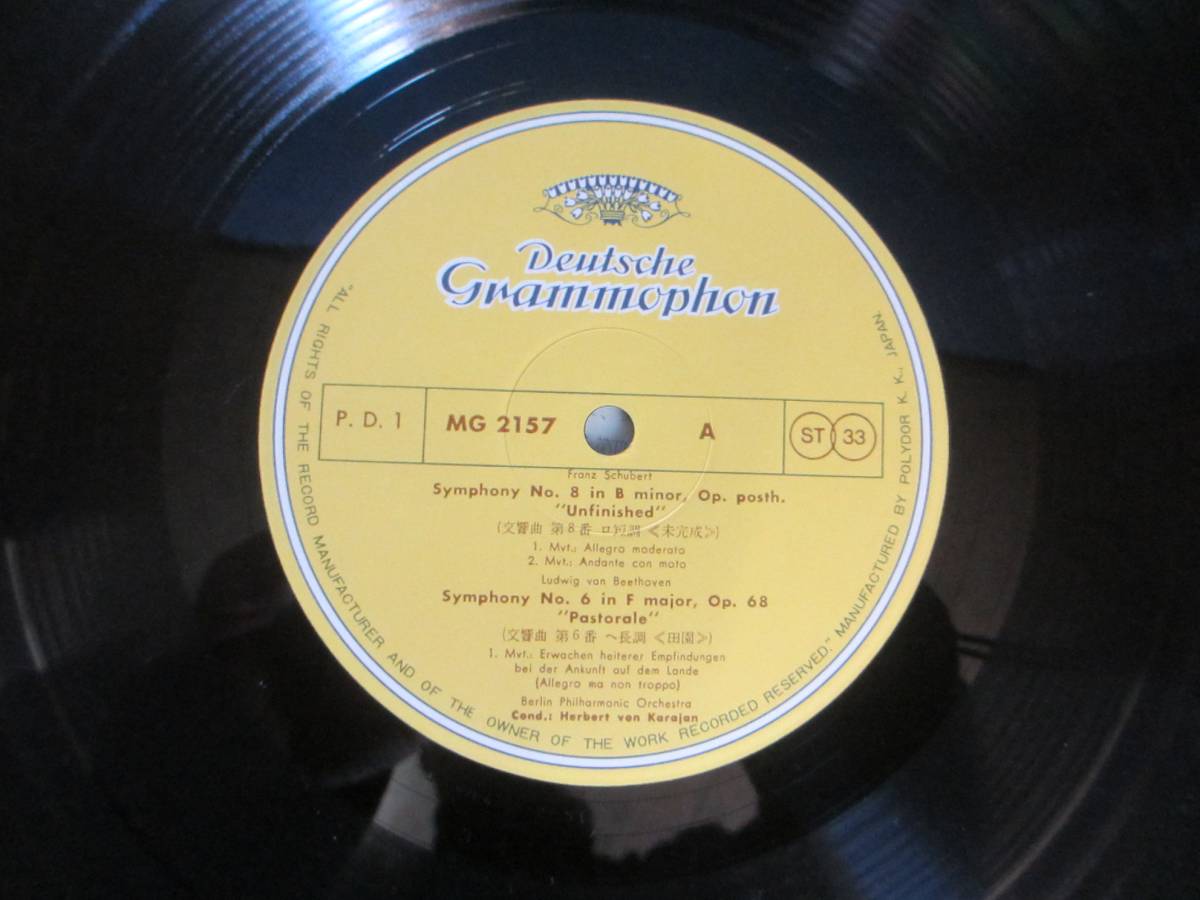 Deutsche
Grammophon
P. D. 1
MG 2157
A
ST 33
Franz Schubert
Symphony No. 8 in B minor, Op. posth.
"Unfinished"
(交響曲 第8番 ロ短調 《未完成》)
1. Mvt.: Allegro moderato
2. Mvt.: Andante con moto
Ludwig van Beethoven
Symphony No. 6 in F major, Op. 68
"Pastorale"
(交響曲 第6番 ヘ長調 《田園》)
1. Mvt.: Erwachen heiterer Empfindungen
bei der Ankunft auf dem Lande
(Allegro ma non troppo)
Berlin Philharmonic Orchestra
Cond.: Herbert von Karajan
"ALL RIGHTS OF THE RECORD MANUFACTURER AND OF THE OWNER OF THE WORK RECORDED RESERVED." MANUFACTURED BY POLYDOR K. K., JAPAN.